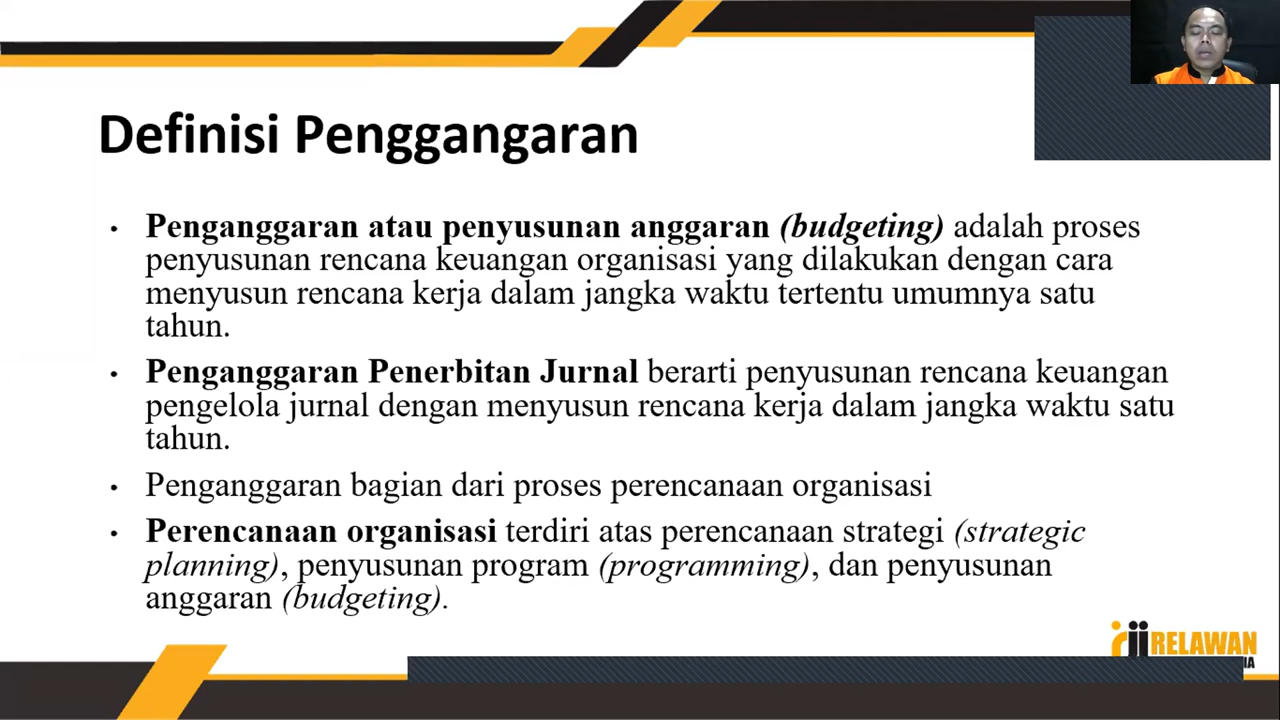 Definisi Penggangaran
• Penganggaran atau penyusunan anggaran (budgeting) adalah proses
penyusunan rencana keuangan organisasi yang dilakukan dengan cara
menyusun rencana kerja dalam jangka waktu tertentu umumnya satu
tahun.
• Penganggaran Penerbitan Jurnal berarti penyusunan rencana keuangan
pengelola jurnal dengan menyusun rencana kerja dalam jangka waktu satu
tahun.
• Penganggaran bagian dari proses perencanaan organisasi
• Perencanaan organisasi terdiri atas perencanaan strategi (strategic
planning), penyusunan program (programming), dan penyusunan
anggaran (budgeting).
RELAWAN